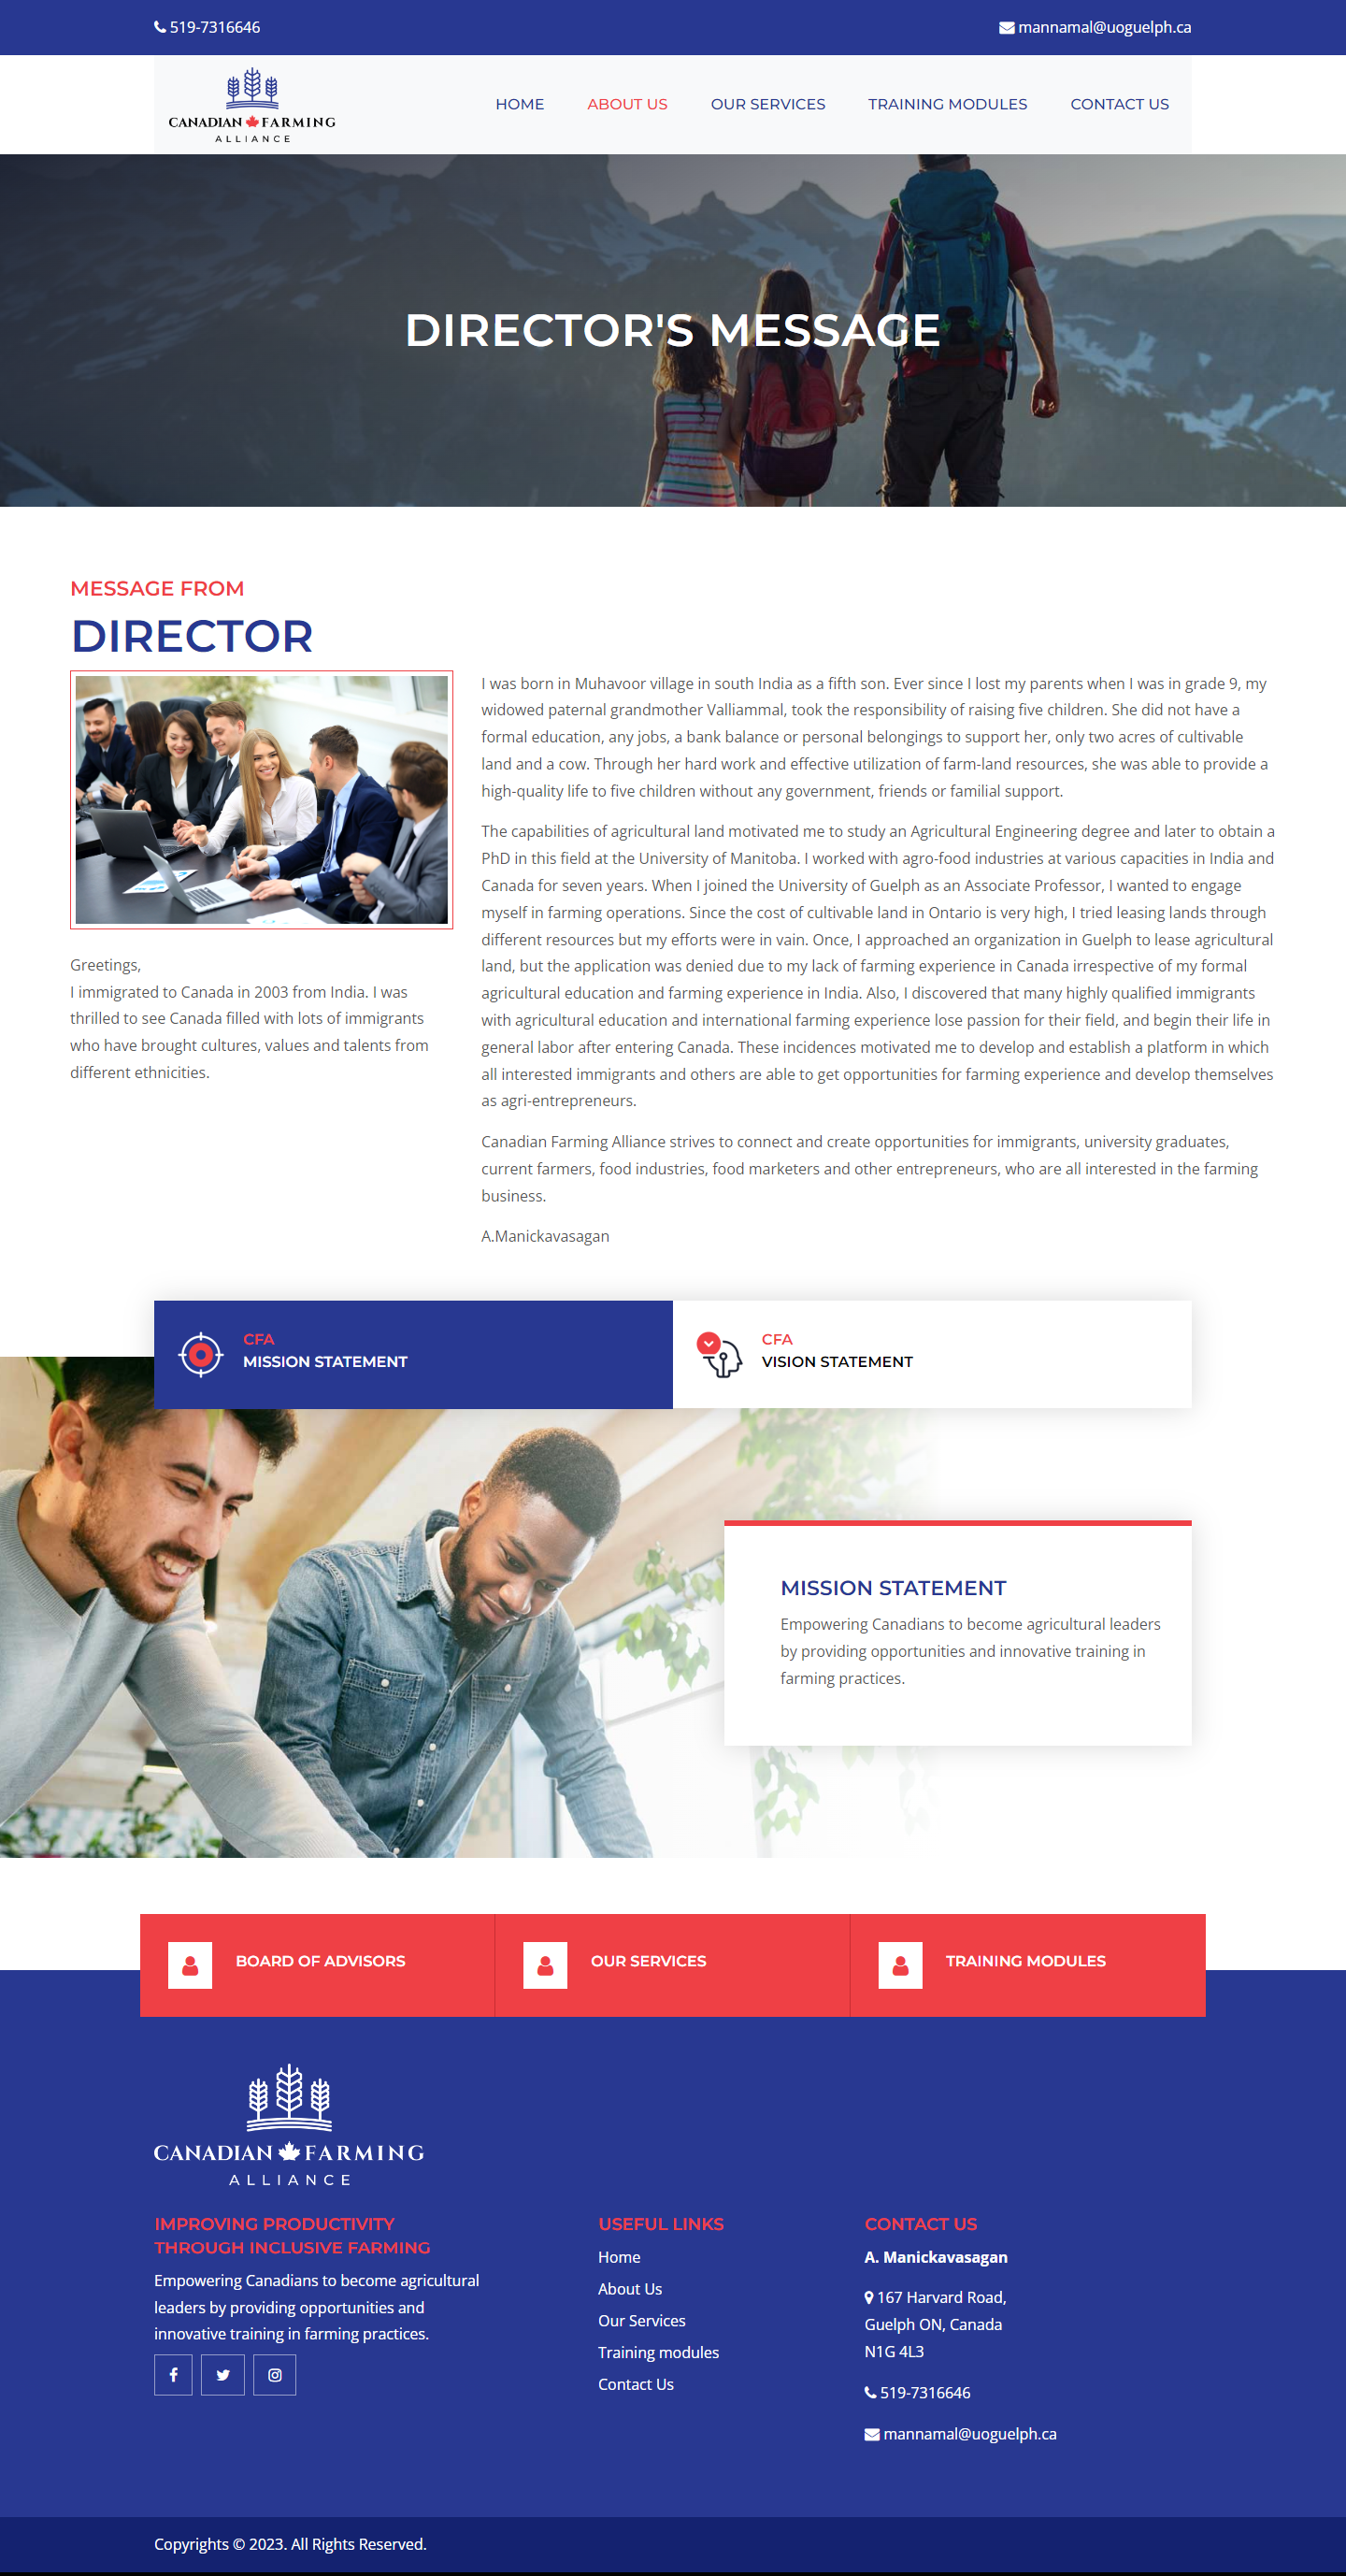 519-7316646
mannamal@uoguelph.ca
CANADIAN FARMING
ALLIANCE
HOME
ABOUT US
OUR SERVICES
TRAINING MODULES
CONTACT US
DIRECTOR'S MESSAGE
MESSAGE FROM
DIRECTOR
Greetings,
I immigrated to Canada in 2003 from India. I was
thrilled to see Canada filled with lots of immigrants
who have brought cultures, values and talents from
different ethnicities.
I was born in Muhavoor village in south India as a fifth son. Ever since I lost my parents when I was in grade 9, my
widowed paternal grandmother Valliammal, took the responsibility of raising five children. She did not have a
formal education, any jobs, a bank balance or personal belongings to support her, only two acres of cultivable
land and a cow. Through her hard work and effective utilization of farm-land resources, she was able to provide a
high-quality life to five children without any government, friends or familial support.
The capabilities of agricultural land motivated me to study an Agricultural Engineering degree and later to obtain a
PhD in this field at the University of Manitoba. I worked with agro-food industries at various capacities in India and
Canada for seven years. When I joined the University of Guelph as an Associate Professor, I wanted to engage
myself in farming operations. Since the cost of cultivable land in Ontario is very high, I tried leasing lands through
different resources but my efforts were in vain. Once, I approached an organization in Guelph to lease agricultural
land, but the application was denied due to my lack of farming experience in Canada irrespective of my formal
agricultural education and farming experience in India. Also, I discovered that many highly qualified immigrants
with agricultural education and international farming experience lose passion for their field, and begin their life in
general labor after entering Canada. These incidences motivated me to develop and establish a platform in which
all interested immigrants and others are able to get opportunities for farming experience and develop themselves
as agri-entrepreneurs.
Canadian Farming Alliance strives to connect and create opportunities for immigrants, university graduates,
current farmers, food industries, food marketers and other entrepreneurs, who are all interested in the farming
business.
A.Manickavasagan
CFA
MISSION STATEMENT
CFA
VISION STATEMENT
MISSION STATEMENT
Empowering Canadians to become agricultural leaders
by providing opportunities and innovative training in
farming practices.
BOARD OF ADVISORS
OUR SERVICES
TRAINING MODULES
CANADIAN FARMING
ALLIANCE
IMPROVING PRODUCTIVITY
THROUGH INCLUSIVE FARMING
Empowering Canadians to become agricultural
leaders by providing opportunities and
innovative training in farming practices.
USEFUL LINKS
Home
About Us
Our Services
Training modules
Contact Us
CONTACT US
A. Manickavasagan
167 Harvard Road,
Guelph ON, Canada
N1G 4L3
519-7316646
mannamal@uoguelph.ca
Copyrights © 2023. All Rights Reserved.